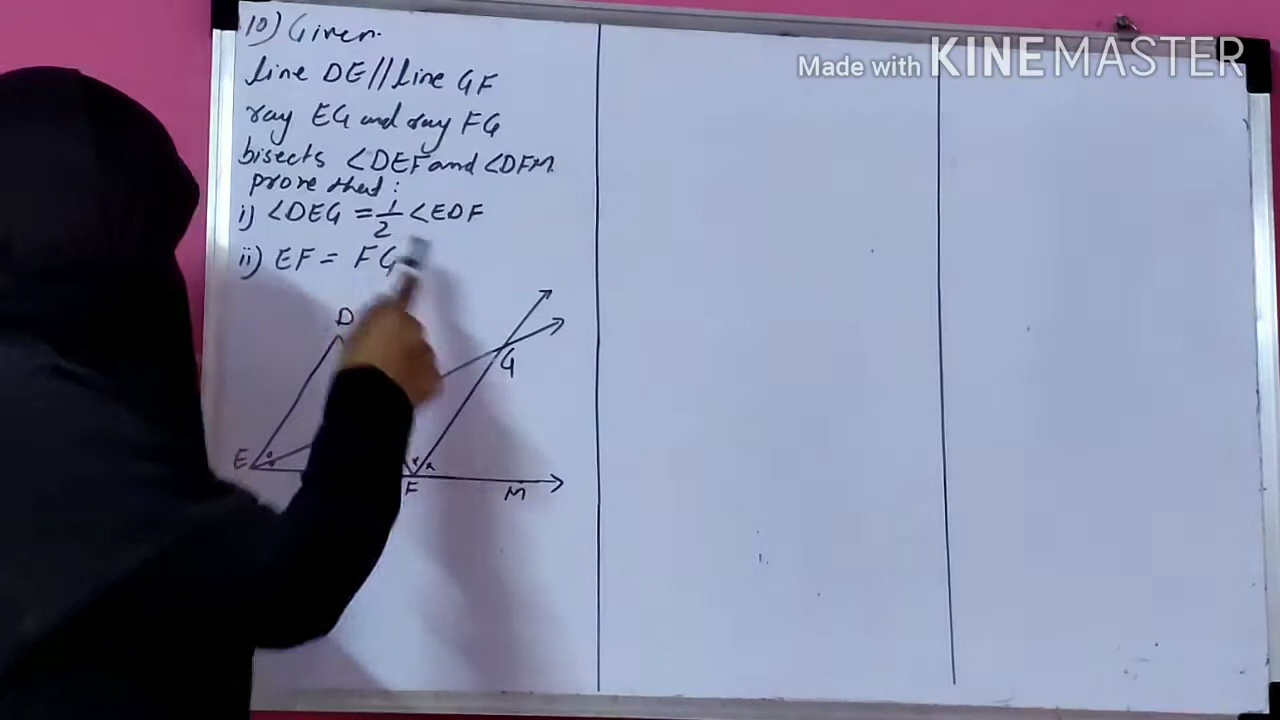 10) Given.
line DE // line GF
ray EG and ray FG
bisects ∠DEF and ∠DFM.
prove that :
i) ∠DEG = 1/2 ∠EDF
ii) EF = FG
D
G
E
F
M
Made with KINEMASTER